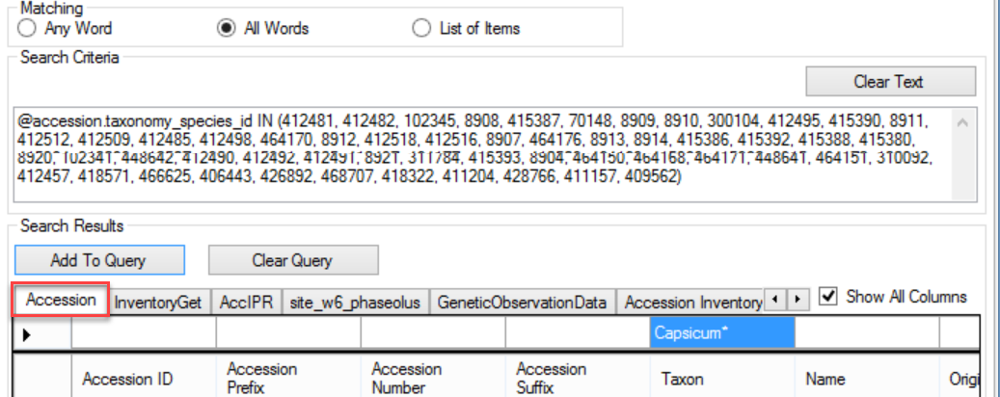 Matching
Any Word All Words List of Items
Search Criteria
Clear Text
@accession.taxonomy_species_id IN (412481, 412482, 102345, 8908, 415387, 70148, 8909, 8910, 300104, 412495, 415390, 8911,
412512, 412509, 412485, 412498, 464170, 8912, 412518, 412516, 8907, 464176, 8913, 8914, 415386, 415392, 415388, 415380,
8920, 102341, 448642, 412490, 412492, 412491, 8921, 311784, 415393, 8904, 464150, 464168, 464171, 448641, 464151, 310092,
412457, 418571, 466625, 406443, 426892, 468707, 418322, 411204, 428766, 411157, 409562)
Search Results
Add To Query Clear Query
Accession InventoryGet AccIPR site_w6_phaseolus GeneticObservationData Accession Inventory Show All Columns
Capsicum*
Accession ID Accession Prefix Accession Number Accession Suffix Taxon Name Origi